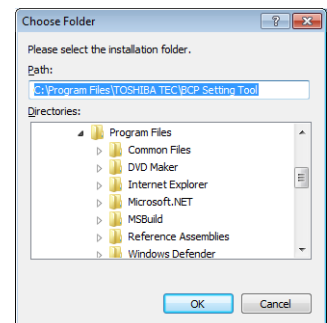 Choose Folder
Please select the installation folder.
Path:
C:\Program Files\TOSHIBA TEC\BCP Setting Tool
Directories:
Program Files
Common Files
DVD Maker
Internet Explorer
Microsoft.NET
MSBuild
Reference Assemblies
Windows Defender
OK Cancel